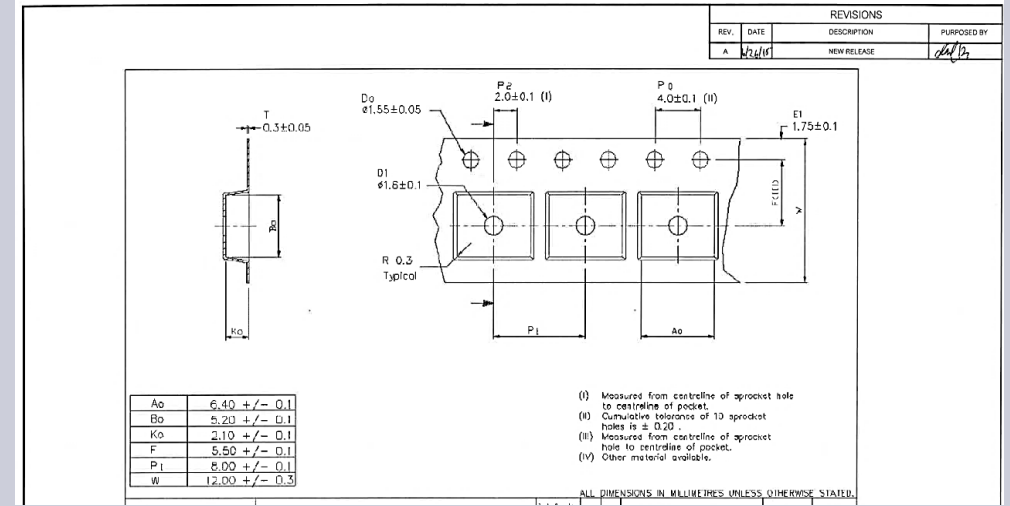 REVISIONS
REV. DATE DESCRIPTION PURPOSED BY
A NEW RELEASE
P2
2.0±0.1 (I)
P0
4.0±0.1 (II)
Do
ø1.55±0.05
E1
1.75±0.1
T
0.3±0.05
D1
ø1.6±0.1
F(III)
W
Bo
R 0.3
Typical
Ko
P1
Ao
Ao 6.40 +/- 0.1
Bo 5.20 +/- 0.1
Ko 2.10 +/- 0.1
F 5.50 +/- 0.1
P1 8.00 +/- 0.1
W 12.00 +/- 0.3
(I) Measured from centreline of sprocket hole
to centreline of pocket.
(II) Cumulative tolerance of 10 sprocket
holes is ± 0.20 .
(III) Measured from centreline of sprocket
hole to centreline of pocket.
(IV) Other material available.
ALL DIMENSIONS IN MILLIMETRES UNLESS OTHERWISE STATED.